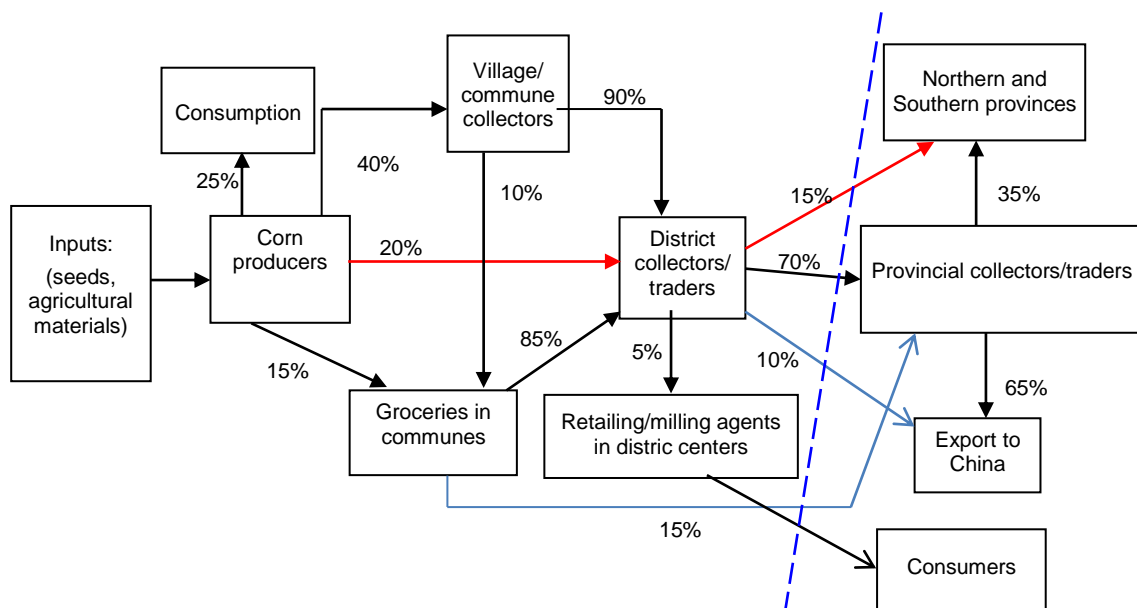 Village/
commune
collectors
90%
Northern and
Southern provinces
Consumption
40%
25%
10%
15%
35%
Inputs:
(seeds,
agricultural
materials)
Corn
producers
20%
District
collectors/
traders
70%
Provincial collectors/traders
15%
85%
5%
10%
65%
Groceries in
communes
Retailing/milling agents
in distric centers
Export to
China
15%
Consumers